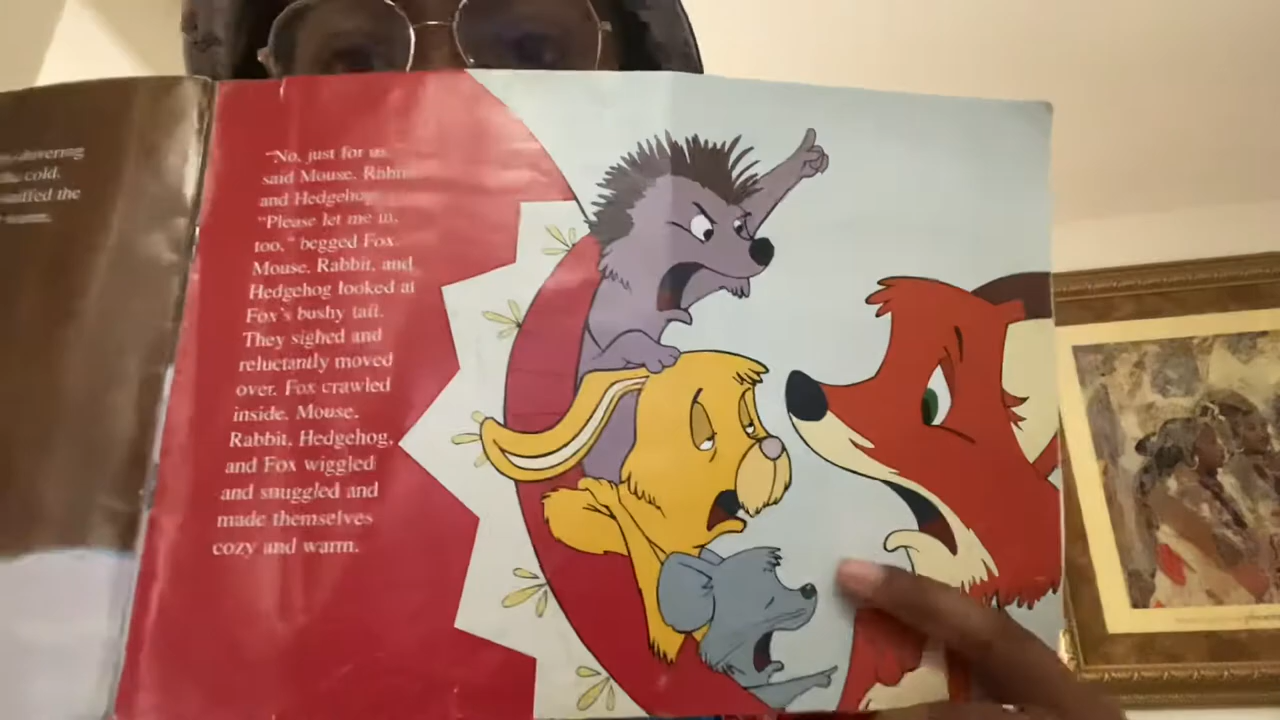 shivering
cold.
sniffed the
"No, just for us,"
said Mouse, Rabbit
and Hedgehog.
"Please let me in,
too," begged Fox.
Mouse, Rabbit, and
Hedgehog looked at
Fox's bushy tail.
They sighed and
reluctantly moved
over. Fox crawled
inside. Mouse,
Rabbit, Hedgehog,
and Fox wiggled
and snuggled and
made themselves
cozy and warm.